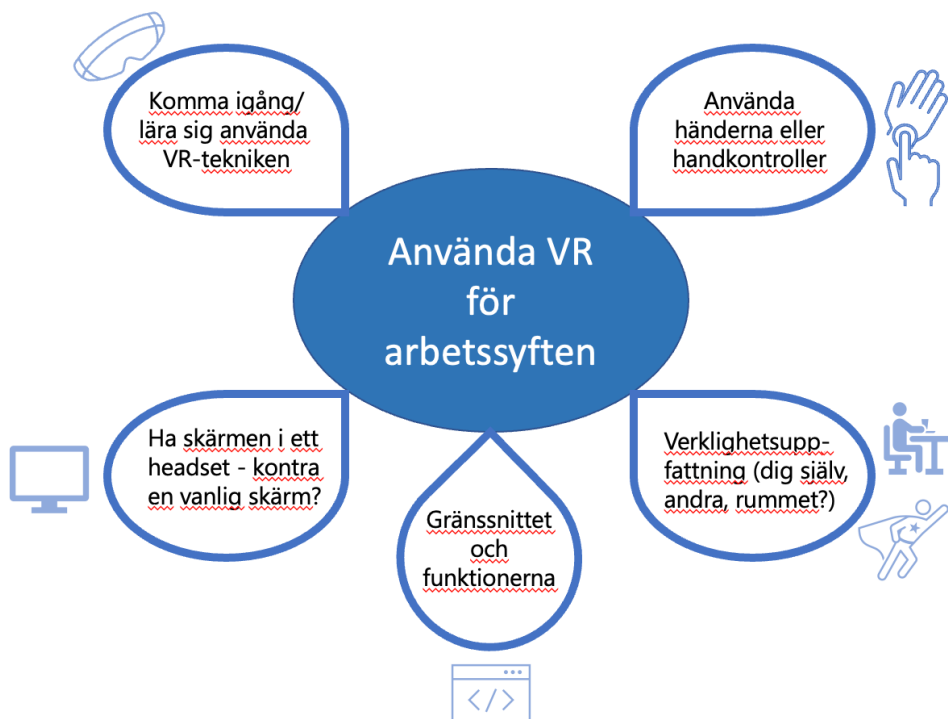 Komma igång/
lära sig använda
VR-tekniken
Använda
händerna eller
handkontroller
Använda VR
för
arbetssyften
Ha skärmen i ett
headset - kontra
en vanlig skärm?
Verklighetsupp-
fattning (dig själv,
andra, rummet?)
Gränssnittet
och
funktionerna